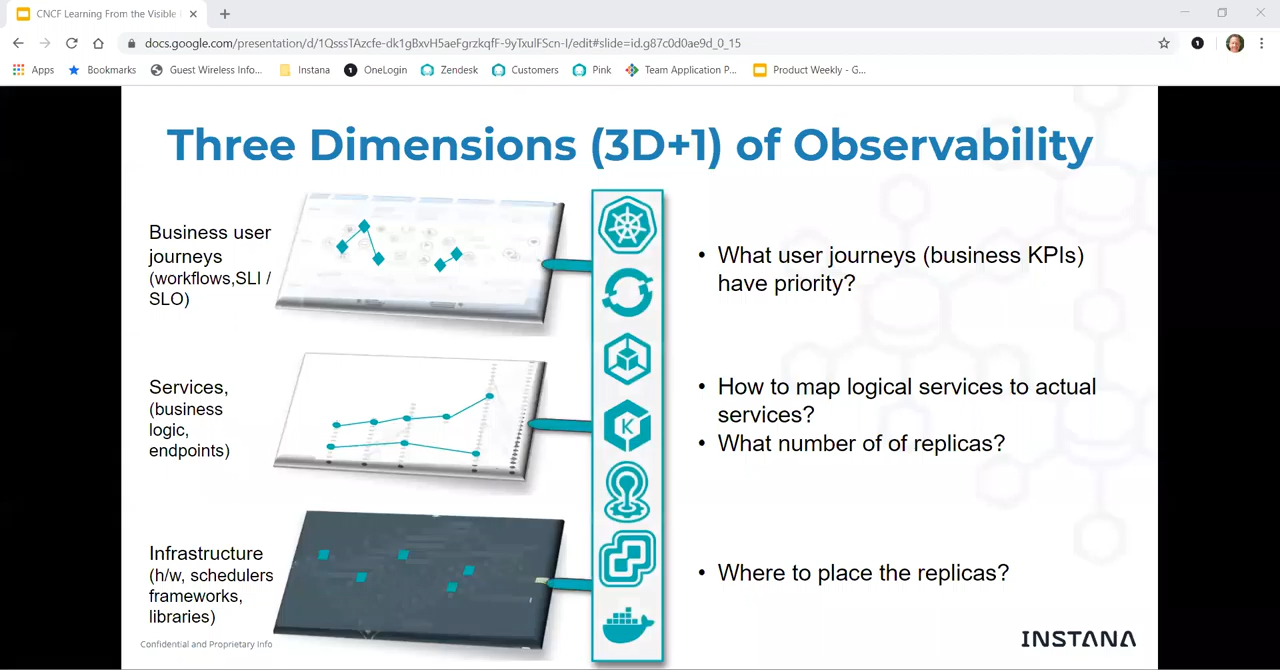 CNCF Learning From the Visible
docs.google.com/presentation/d/1QsssTAzcfe-dk1gBxvH5aeFgrzkqfF-9yTxulFScn-I/edit#slide=id.g87c0d0ae9d_0_15
Apps Bookmarks Guest Wireless Info... Instana OneLogin Zendesk Customers Pink Team Application P... Product Weekly - G...
Three Dimensions (3D+1) of Observability
Business user
journeys
(workflows,SLI /
SLO)
• What user journeys (business KPIs)
have priority?
Services,
(business
logic,
endpoints)
K
• How to map logical services to actual
services?
• What number of of replicas?
Infrastructure
(h/w, schedulers
frameworks,
libraries)
• Where to place the replicas?
Confidential and Proprietary Info
INSTANA